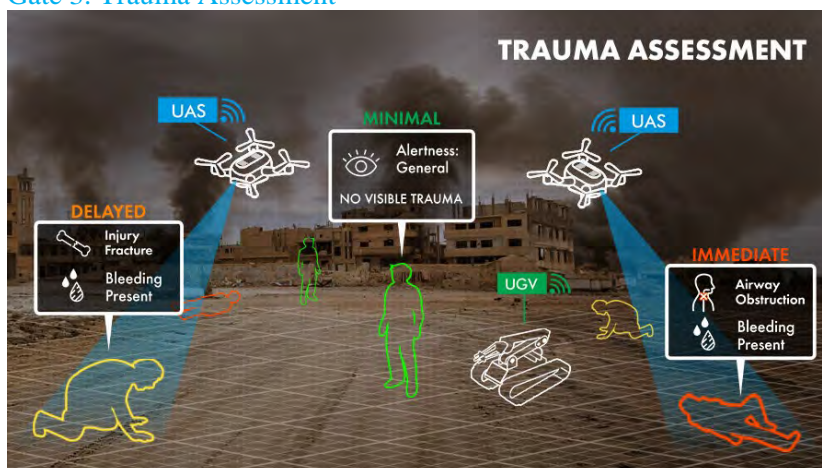 Gate 3: Trauma Assessment
TRAUMA ASSESSMENT
UAS
UAS
MINIMAL
Alertness:
General
NO VISIBLE TRAUMA
DELAYED
Injury
Fracture
Bleeding
Present
IMMEDIATE
Airway
Obstruction
Bleeding
Present
UGV